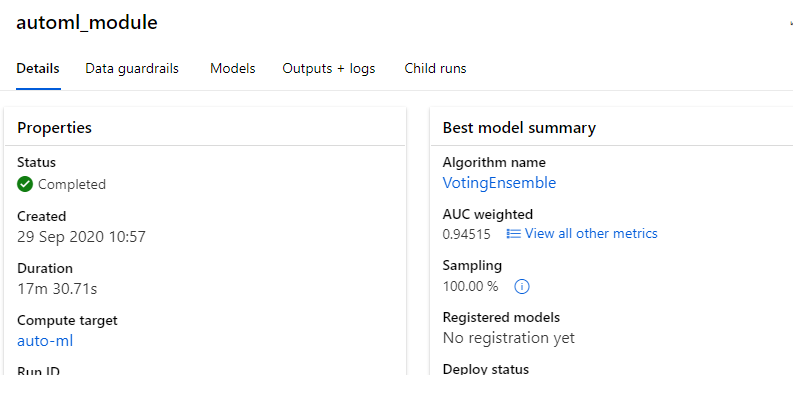 automl_module
Details Data guardrails Models Outputs + logs Child runs
Properties
Status
Completed
Created
29 Sep 2020 10:57
Duration
17m 30.71s
Compute target
auto-ml
Run ID
Best model summary
Algorithm name
VotingEnsemble
AUC weighted
0.94515 View all other metrics
Sampling
100.00 %
Registered models
No registration yet
Deploy status